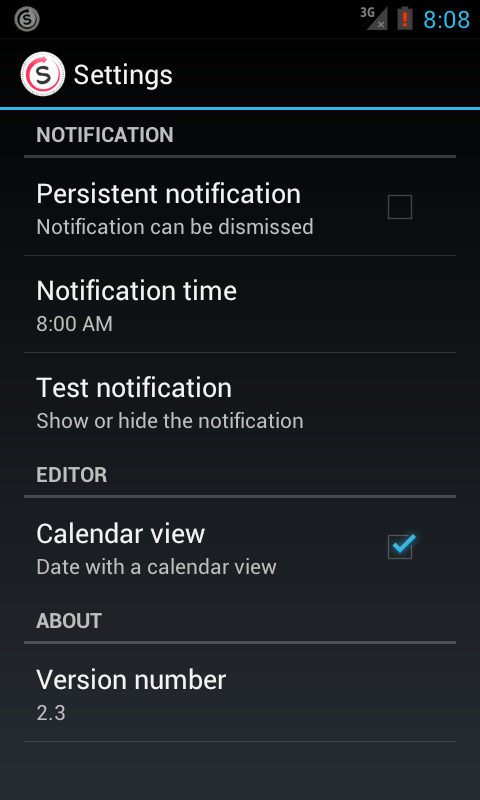 S
3G
8:08
S
Settings
NOTIFICATION
Persistent notification
Notification can be dismissed
Notification time
8:00 AM
Test notification
Show or hide the notification
EDITOR
Calendar view
Date with a calendar view
ABOUT
Version number
2.3